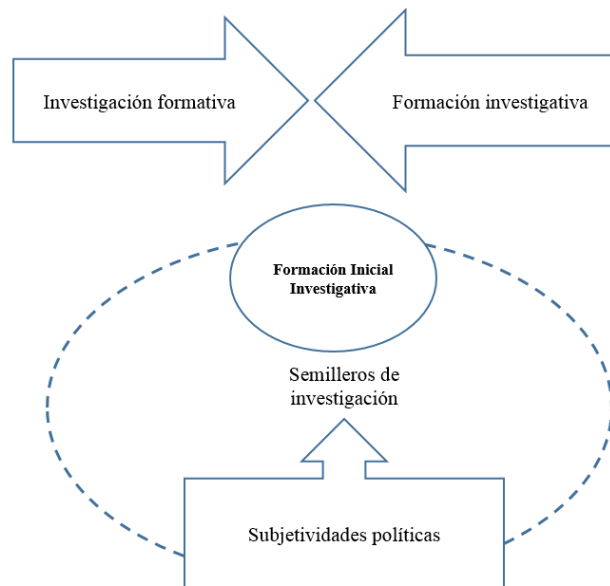 Investigación formativa
Formación investigativa
Formación Inicial
Investigativa
Semilleros de
investigación
Subjetividades políticas